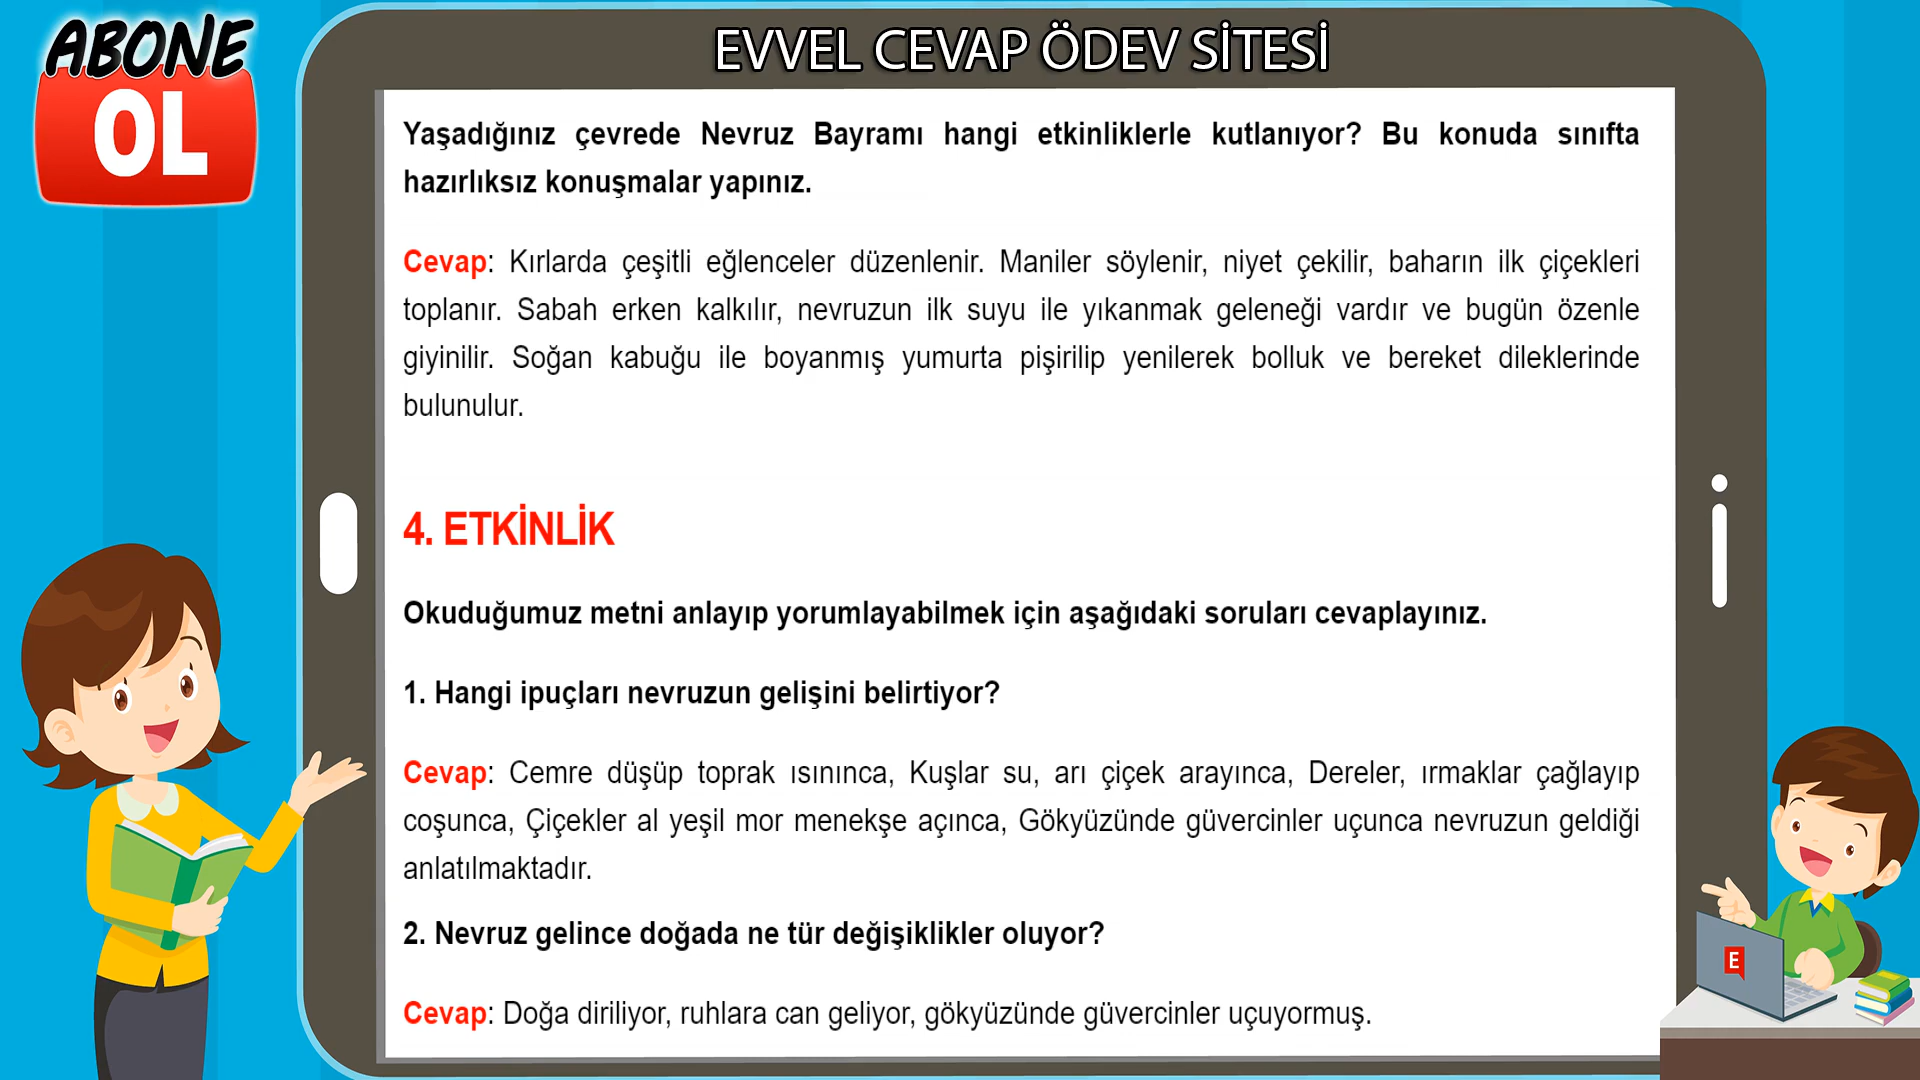 ABONE
OL
EVVEL CEVAP ÖDEV SİTESİ
Yaşadığınız çevrede Nevruz Bayramı hangi etkinliklerle kutlanıyor? Bu konuda sınıfta
hazırlıksız konuşmalar yapınız.
Cevap: Kırlarda çeşitli eğlenceler düzenlenir. Maniler söylenir, niyet çekilir, baharın ilk çiçekleri
toplanır. Sabah erken kalkılır, nevruzun ilk suyu ile yıkanmak geleneği vardır ve bugün özenle
giyinilir. Soğan kabuğu ile boyanmış yumurta pişirilip yenilerek bolluk ve bereket dileklerinde
bulunulur.
4. ETKİNLİK
Okuduğumuz metni anlayıp yorumlayabilmek için aşağıdaki soruları cevaplayınız.
1. Hangi ipuçları nevruzun gelişini belirtiyor?
Cevap: Cemre düşüp toprak ısınınca, Kuşlar su, arı çiçek arayınca, Dereler, ırmaklar çağlayıp
coşunca, Çiçekler al yeşil mor menekşe açınca, Gökyüzünde güvercinler uçunca nevruzun geldiği
anlatılmaktadır.
2. Nevruz gelince doğada ne tür değişiklikler oluyor?
Cevap: Doğa diriliyor, ruhlara can geliyor, gökyüzünde güvercinler uçuyormuş.
E